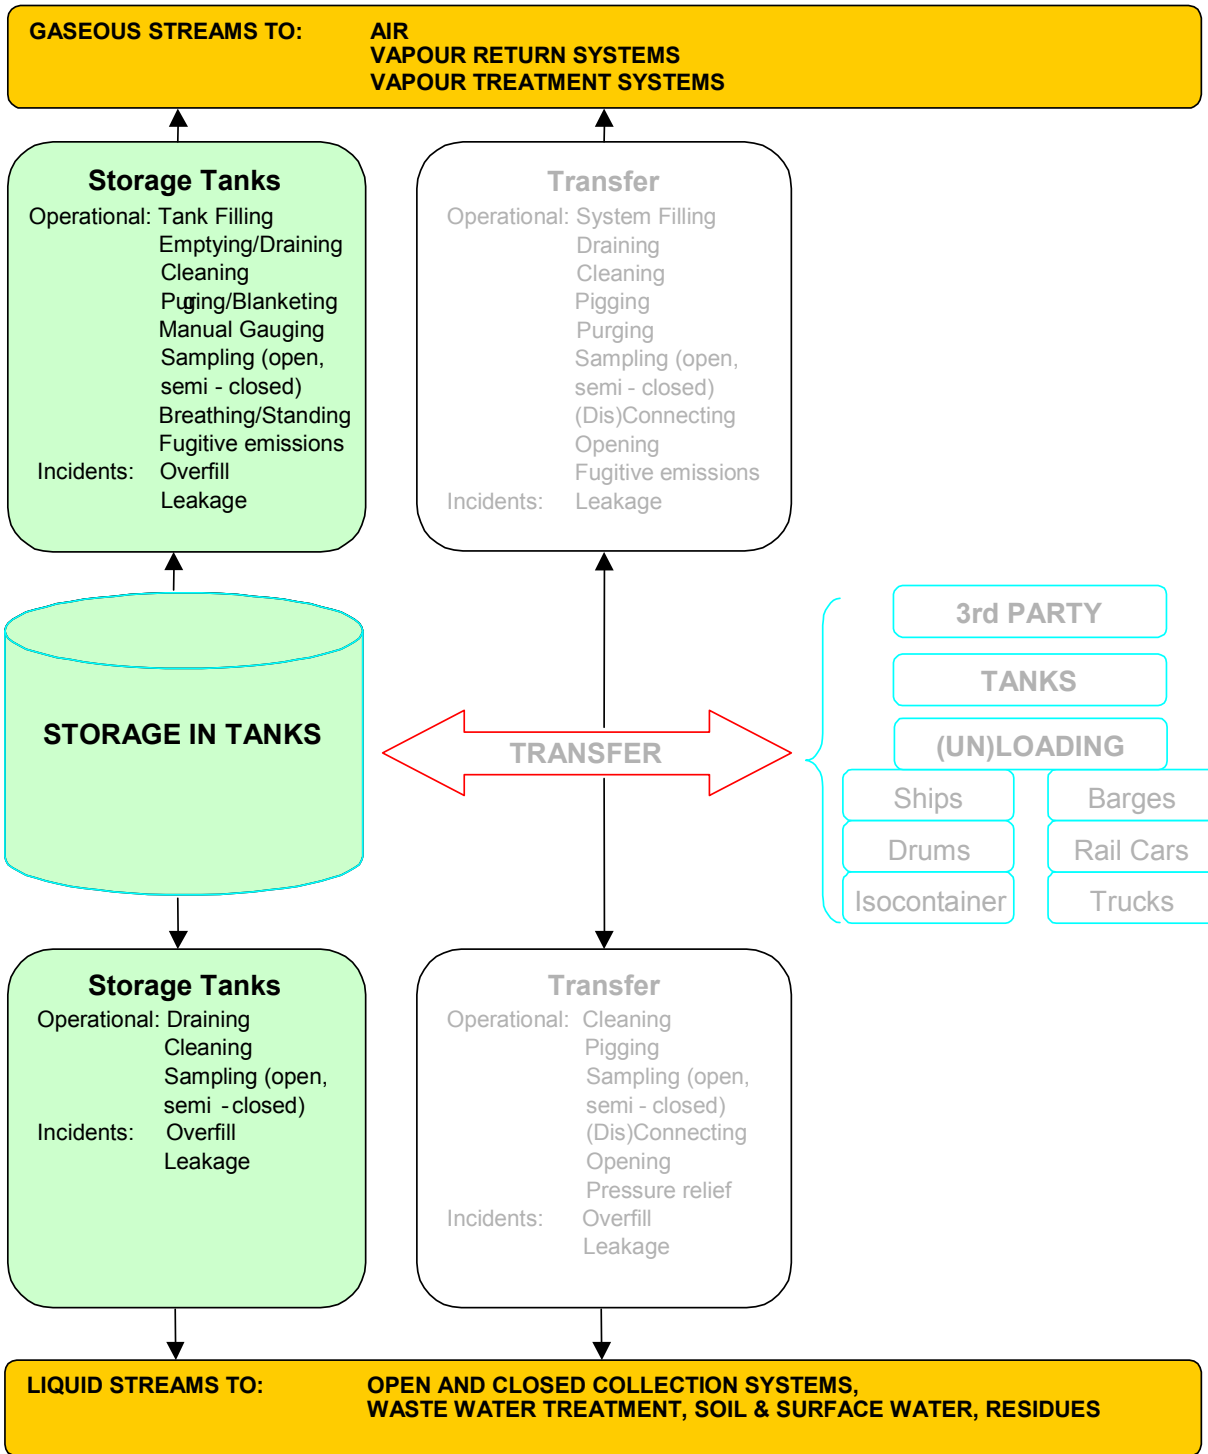 GASEOUS STREAMS TO: AIR
VAPOUR RETURN SYSTEMS
VAPOUR TREATMENT SYSTEMS
Storage Tanks
Operational: Tank Filling
Emptying/Draining
Cleaning
Purging/Blanketing
Manual Gauging
Sampling (open,
semi - closed)
Breathing/Standing
Fugitive emissions
Incidents: Overfill
Leakage
Transfer
Operational: System Filling
Draining
Cleaning
Pigging
Purging
Sampling (open,
semi - closed)
(Dis)Connecting
Opening
Fugitive emissions
Incidents: Leakage
STORAGE IN TANKS
TRANSFER
3rd PARTY
TANKS
(UN)LOADING
Ships Barges
Drums Rail Cars
Isocontainer Trucks
Storage Tanks
Operational: Draining
Cleaning
Sampling (open,
semi - closed)
Incidents: Overfill
Leakage
Transfer
Operational: Cleaning
Pigging
Sampling (open,
semi - closed)
(Dis)Connecting
Opening
Pressure relief
Incidents: Overfill
Leakage
LIQUID STREAMS TO: OPEN AND CLOSED COLLECTION SYSTEMS,
WASTE WATER TREATMENT, SOIL & SURFACE WATER, RESIDUES